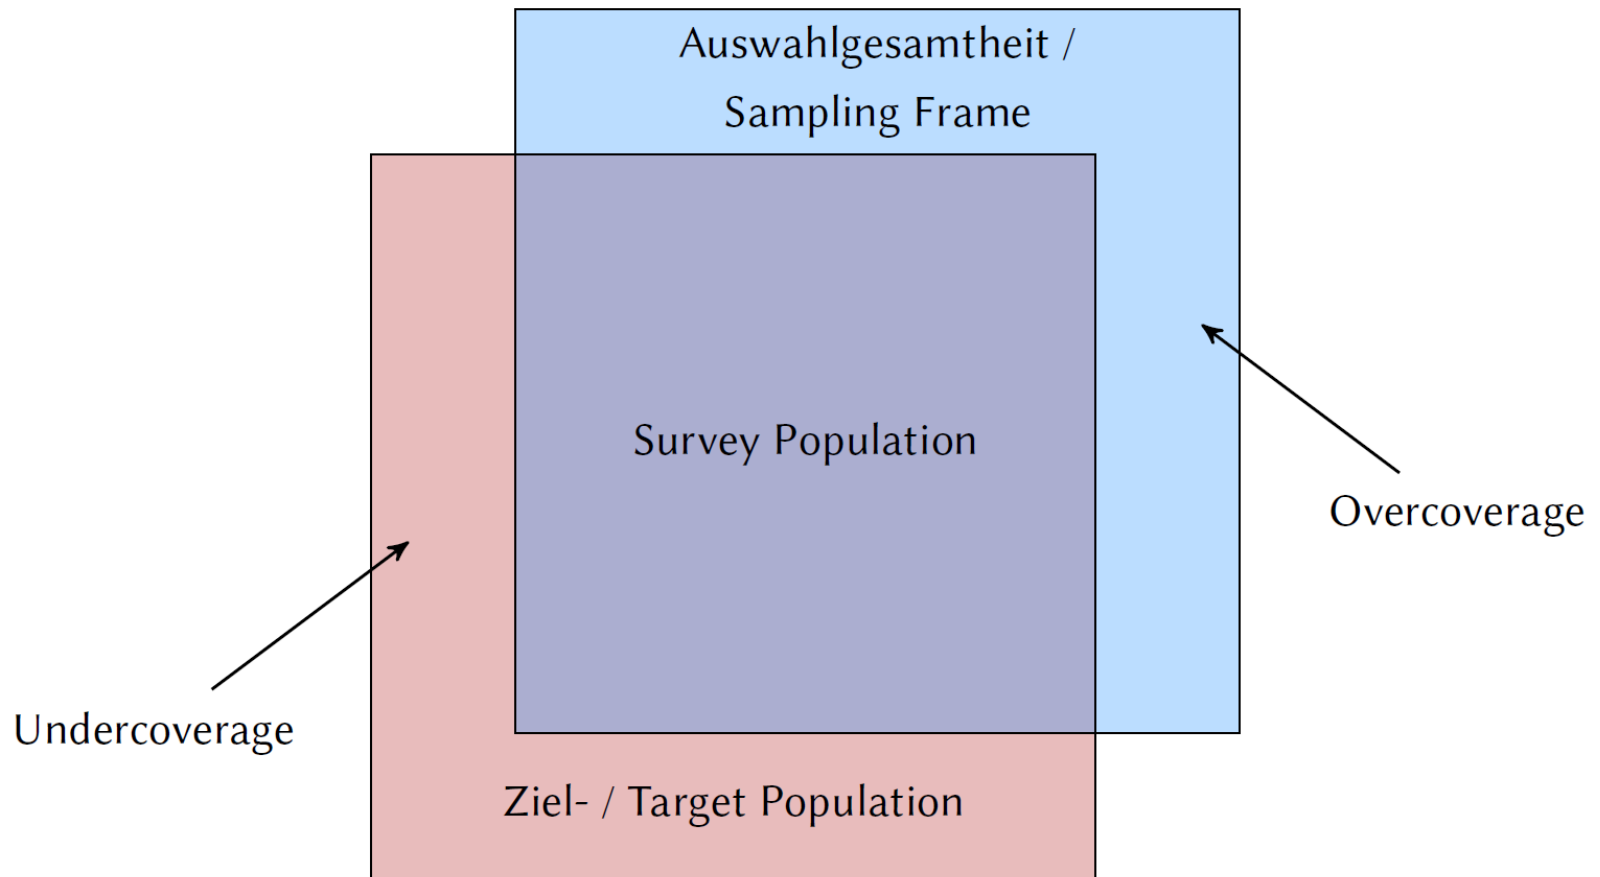 Auswahlgesamtheit /
Sampling Frame
Survey Population
Overcoverage
Undercoverage
Ziel- / Target Population